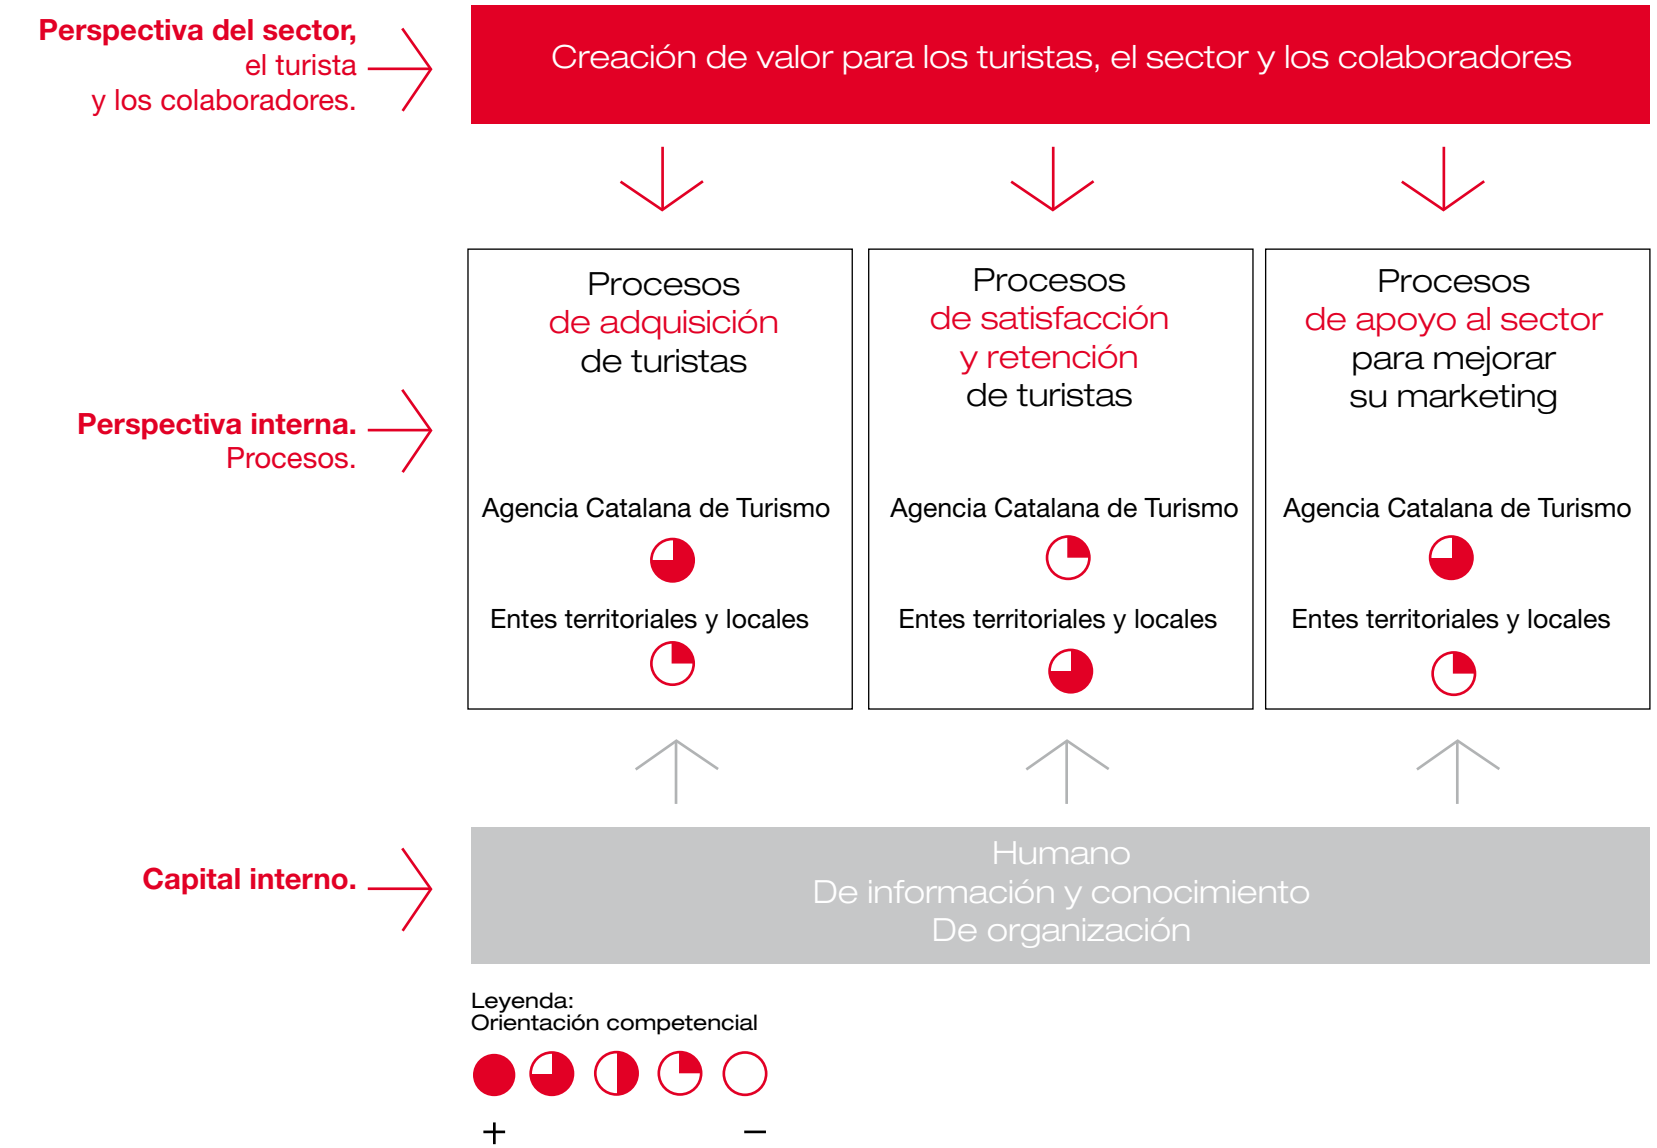 Perspectiva del sector,
el turista
y los colaboradores.
Creación de valor para los turistas, el sector y los colaboradores
Perspectiva interna.
Procesos.
Procesos
de adquisición
de turistas
Agencia Catalana de Turismo
Entes territoriales y locales
Procesos
de satisfacción
y retención
de turistas
Agencia Catalana de Turismo
Entes territoriales y locales
Procesos
de apoyo al sector
para mejorar
su marketing
Agencia Catalana de Turismo
Entes territoriales y locales
Capital interno.
Humano
De información y conocimiento
De organización
Leyenda:
Orientación competencial
+ −